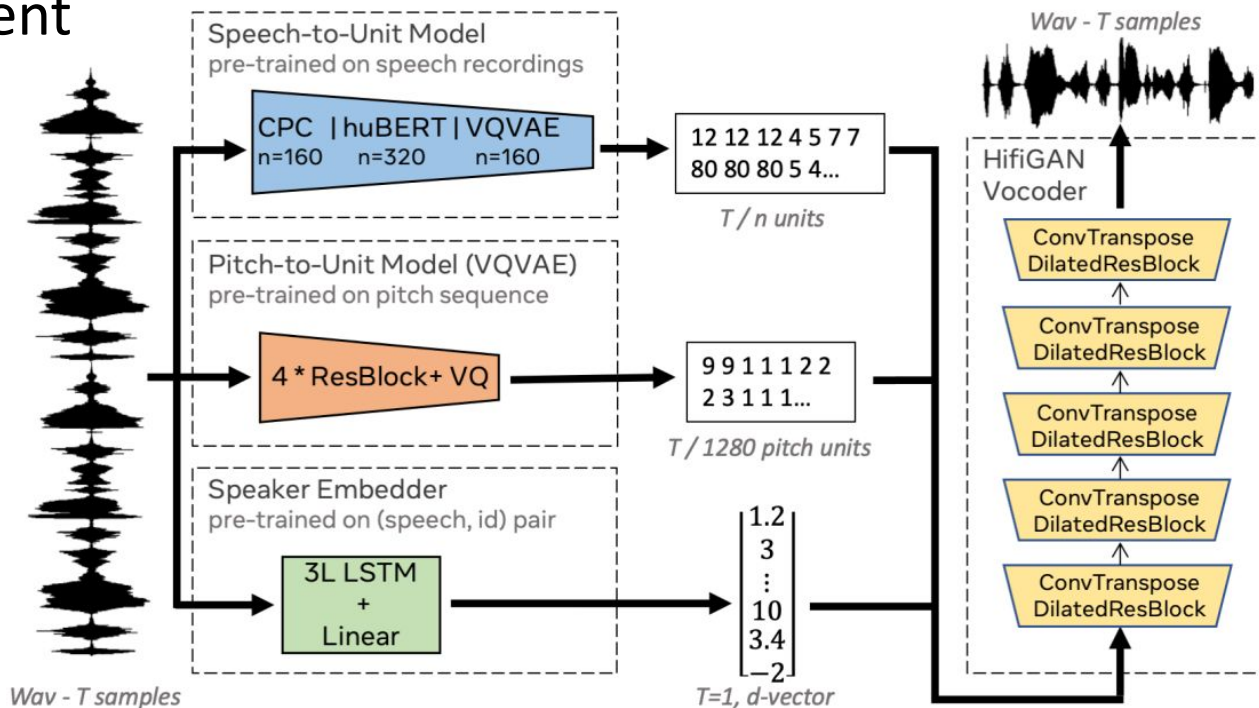 ent
Speech-to-Unit Model
pre-trained on speech recordings
CPC | huBERT | VQVAE
n=160 n=320 n=160
12 12 12 4 5 7 7
80 80 80 5 4...
T / n units
Pitch-to-Unit Model (VQVAE)
pre-trained on pitch sequence
4 * ResBlock+ VQ
9 9 1 1 1 2 2
2 3 1 1 1...
T / 1280 pitch units
Speaker Embedder
pre-trained on (speech, id) pair
3L LSTM
+
Linear
1.2
3
⋮
10
3.4
−2
T=1, d-vector
Wav - T samples
Wav - T samples
HifiGAN
Vocoder
ConvTranspose
DilatedResBlock
ConvTranspose
DilatedResBlock
ConvTranspose
DilatedResBlock
ConvTranspose
DilatedResBlock
ConvTranspose
DilatedResBlock